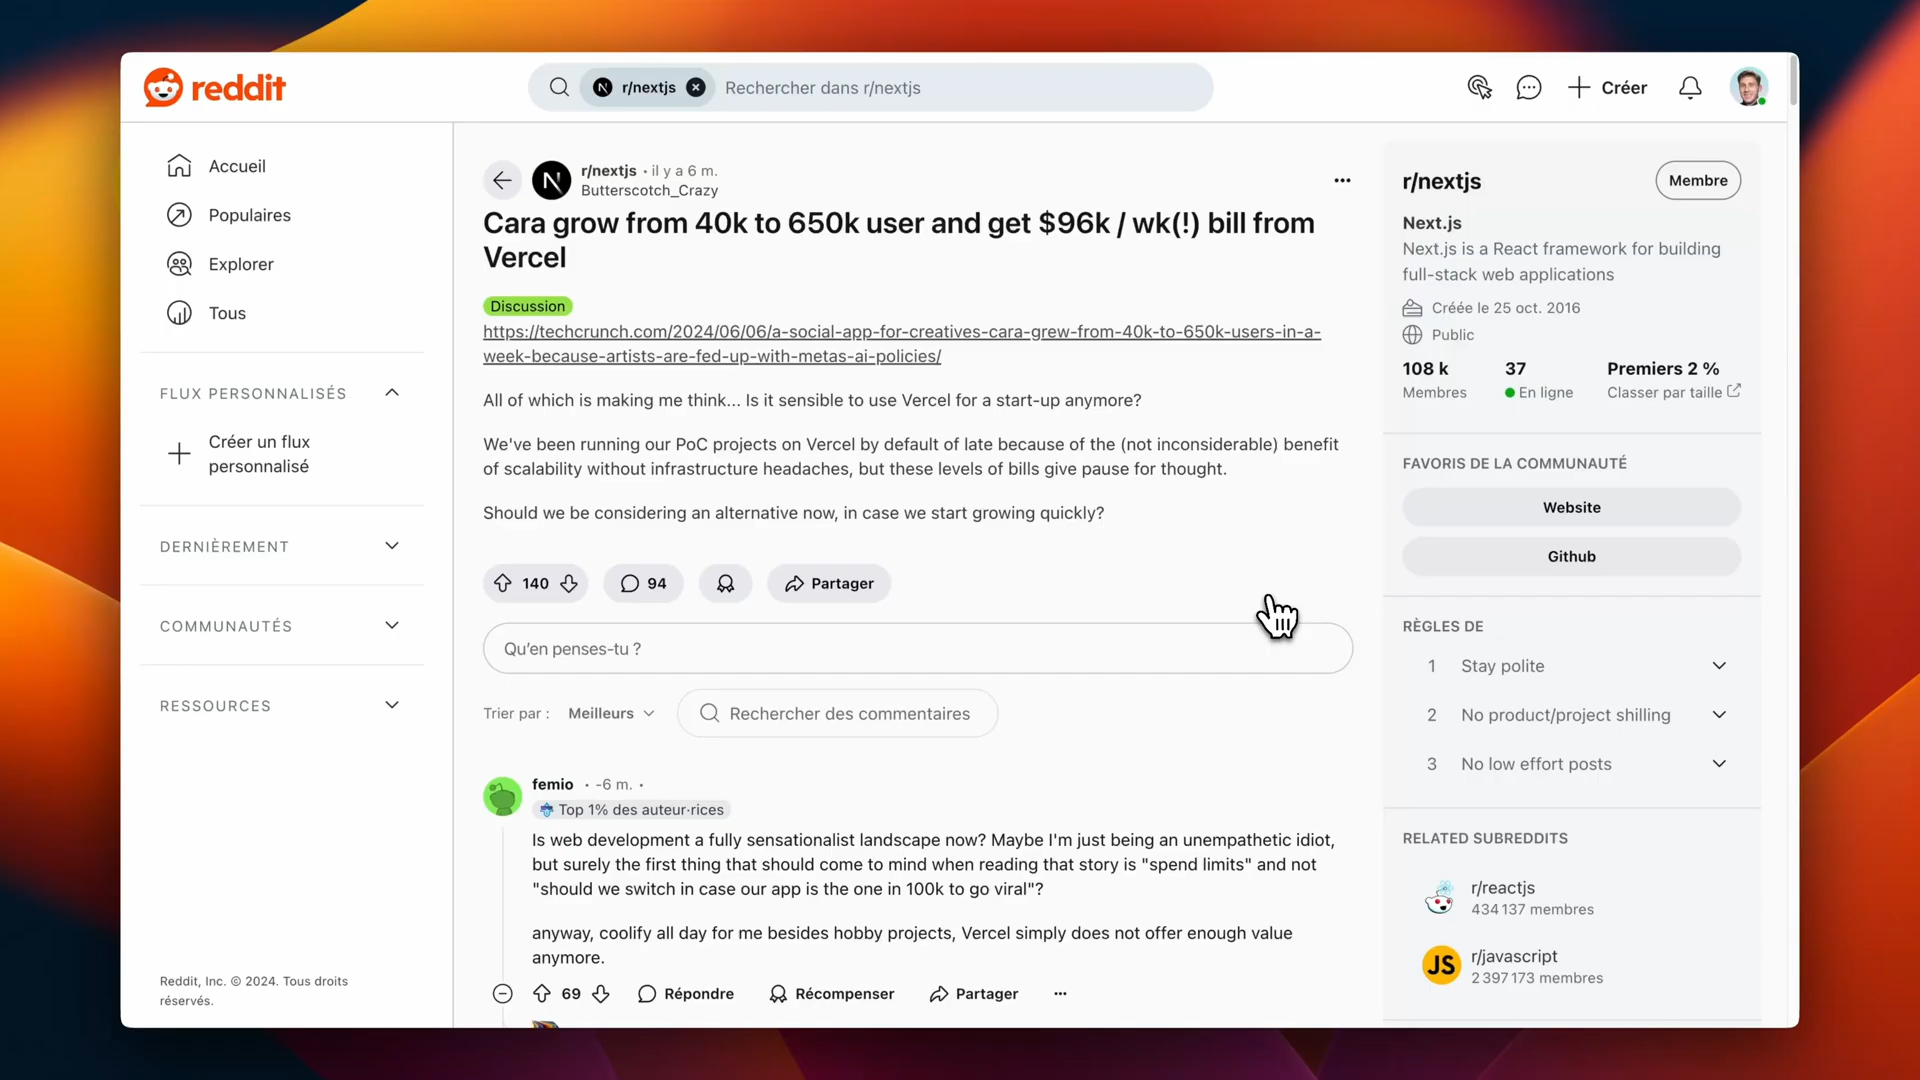 reddit
r/nextjs
Rechercher dans r/nextjs
Créer
Accueil
Populaires
Explorer
Tous
FLUX PERSONNALISÉS
Créer un flux
personnalisé
DERNIÈREMENT
COMMUNAUTÉS
RESSOURCES
Reddit, Inc. © 2024. Tous droits
réservés.
r/nextjs • il y a 6 m.
Butterscotch_Crazy
Cara grow from 40k to 650k user and get $96k / wk(!) bill from
Vercel
Discussion
https://techcrunch.com/2024/06/06/a-social-app-for-creatives-cara-grew-from-40k-to-650k-users-in-a-
week-because-artists-are-fed-up-with-metas-ai-policies/
All of which is making me think... Is it sensible to use Vercel for a start-up anymore?
We've been running our PoC projects on Vercel by default of late because of the (not inconsiderable) benefit
of scalability without infrastructure headaches, but these levels of bills give pause for thought.
Should we be considering an alternative now, in case we start growing quickly?
140 94 Partager
Qu'en penses-tu ?
Trier par : Meilleurs Rechercher des commentaires
femio • -6 m. •
Top 1% des auteur·rices
Is web development a fully sensationalist landscape now? Maybe I'm just being an unempathetic idiot,
but surely the first thing that should come to mind when reading that story is "spend limits" and not
"should we switch in case our app is the one in 100k to go viral"?
anyway, coolify all day for me besides hobby projects, Vercel simply does not offer enough value
anymore.
69 Répondre Récompenser Partager
r/nextjs Membre
Next.js
Next.js is a React framework for building
full-stack web applications
Créée le 25 oct. 2016
Public
108 k 37 Premiers 2 %
Membres En ligne Classer par taille
FAVORIS DE LA COMMUNAUTÉ
Website
Github
RÈGLES DE
1 Stay polite
2 No product/project shilling
3 No low effort posts
RELATED SUBREDDITS
r/reactjs
434 137 membres
JS
r/javascript
2 397 173 membres